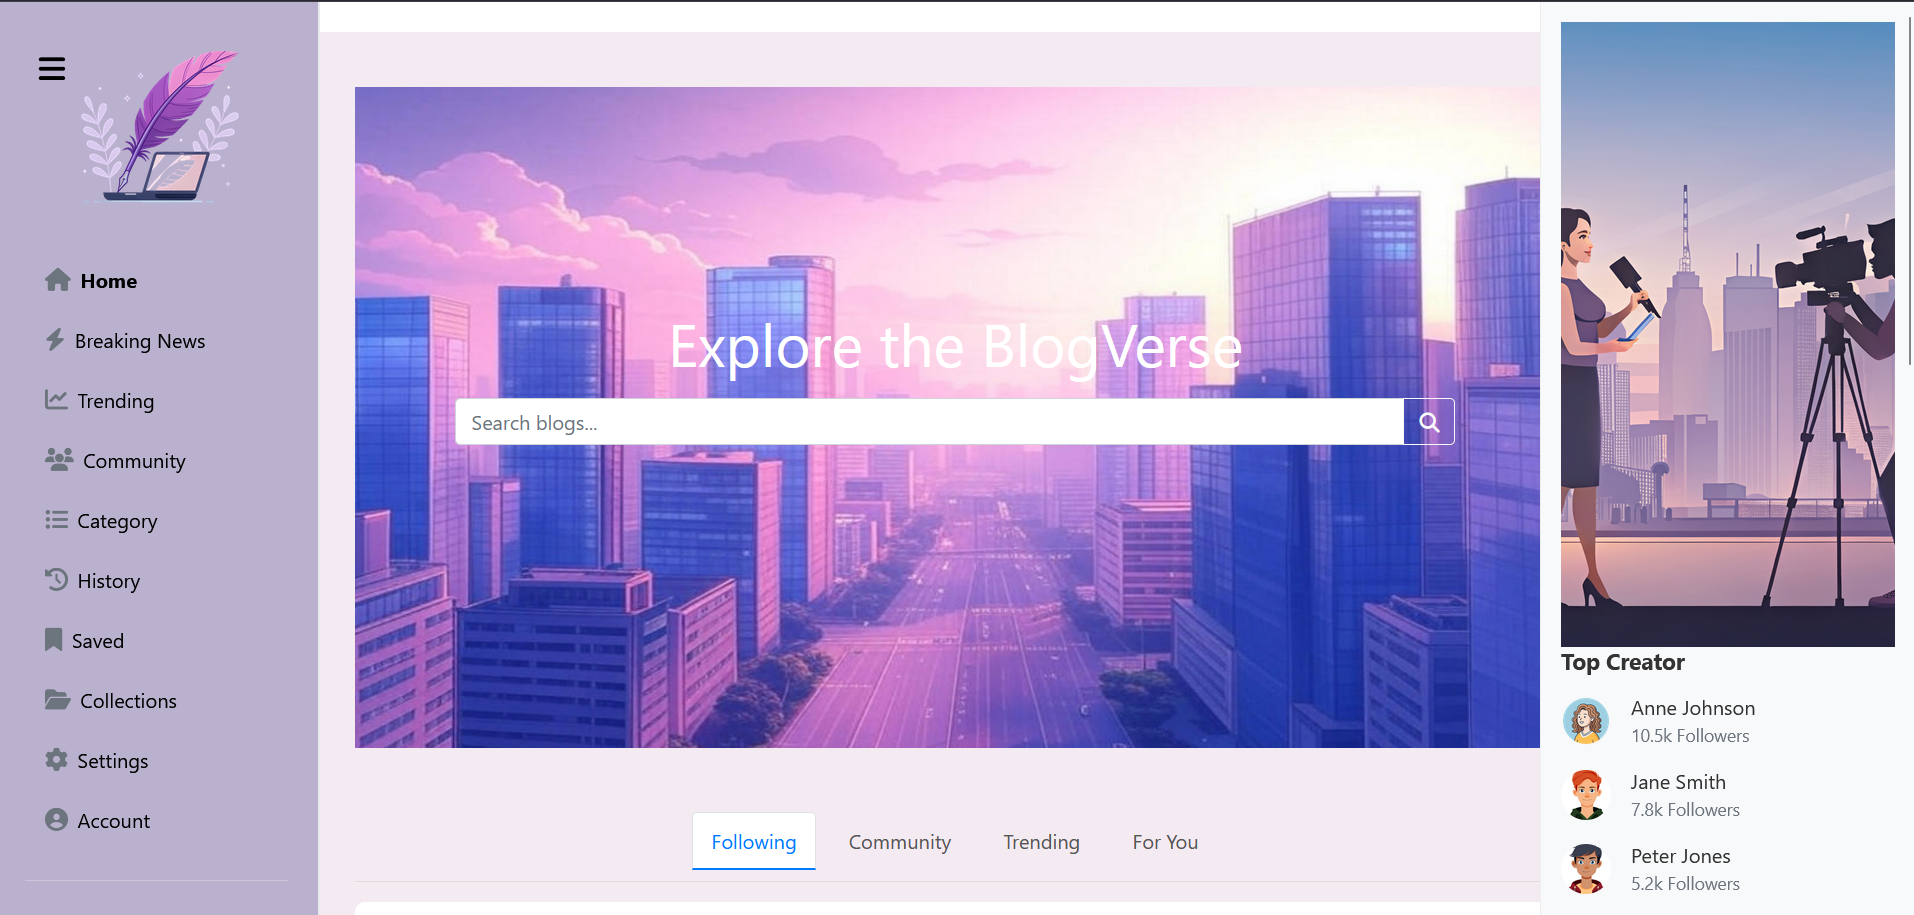 Home
Breaking News
Trending
Community
Category
History
Saved
Collections
Settings
Account
Explore the BlogVerse
Search blogs...
Following
Community
Trending
For You
Top Creator
Anne Johnson
10.5k Followers
Jane Smith
7.8k Followers
Peter Jones
5.2k Followers